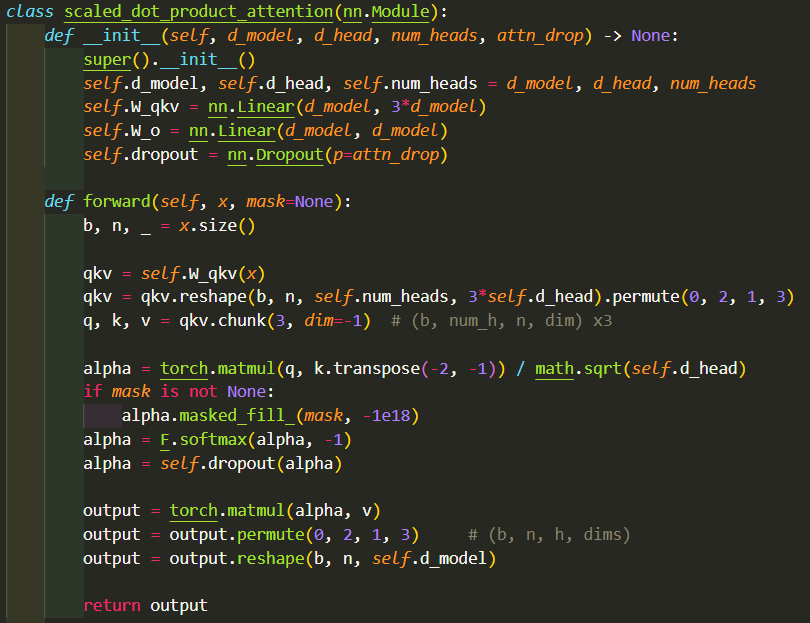 class scaled_dot_product_attention(nn.Module):
    def __init__(self, d_model, d_head, num_heads, attn_drop) -> None:
        super().__init__()
        self.d_model, self.d_head, self.num_heads = d_model, d_head, num_heads
        self.W_qkv = nn.Linear(d_model, 3*d_model)
        self.W_o = nn.Linear(d_model, d_model)
        self.dropout = nn.Dropout(p=attn_drop)

    def forward(self, x, mask=None):
        b, n, _ = x.size()

        qkv = self.W_qkv(x)
        qkv = qkv.reshape(b, n, self.num_heads, 3*self.d_head).permute(0, 2, 1, 3)
        q, k, v = qkv.chunk(3, dim=-1)  # (b, num_h, n, dim) x3

        alpha = torch.matmul(q, k.transpose(-2, -1)) / math.sqrt(self.d_head)
        if mask is not None:
            alpha.masked_fill_(mask, -1e18)
        alpha = F.softmax(alpha, -1)
        alpha = self.dropout(alpha)

        output = torch.matmul(alpha, v)
        output = output.permute(0, 2, 1, 3)     # (b, n, h, dims)
        output = output.reshape(b, n, self.d_model)

        return output